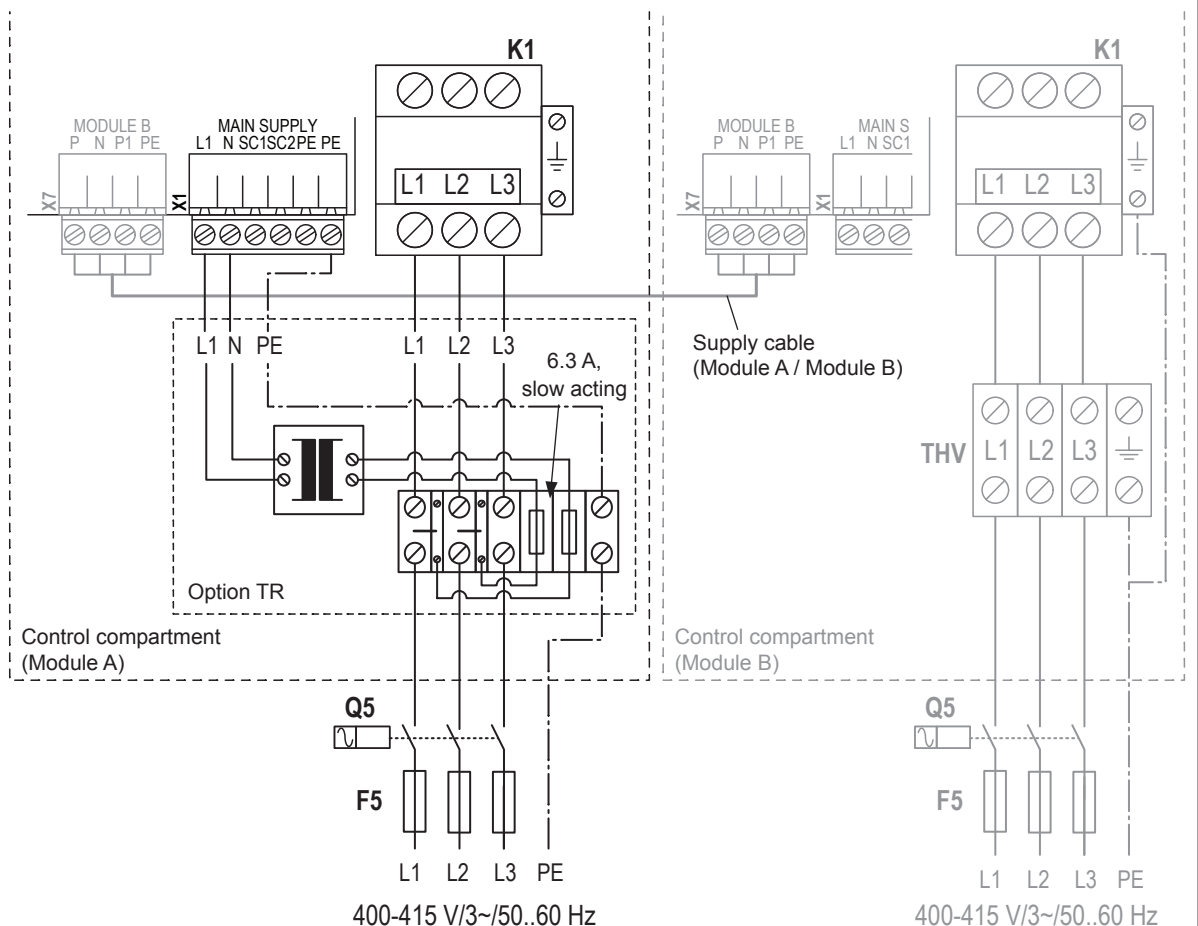 K1
MODULE B
P N P1 PE
X7
MAIN SUPPLY
L1 N SC1SC2PE PE
X1
L1 L2 L3
L1 N PE
L1 L2 L3
6.3 A,
slow acting
Option TR
Control compartment
(Module A)
Q5
F5
L1 L2 L3 PE
400-415 V/3~/50..60 Hz
K1
MODULE B
P N P1 PE
X7
MAIN S
L1 N SC1
X1
L1 L2 L3
Supply cable
(Module A / Module B)
THV
L1 L2 L3
Control compartment
(Module B)
Q5
F5
L1 L2 L3 PE
400-415 V/3~/50..60 Hz